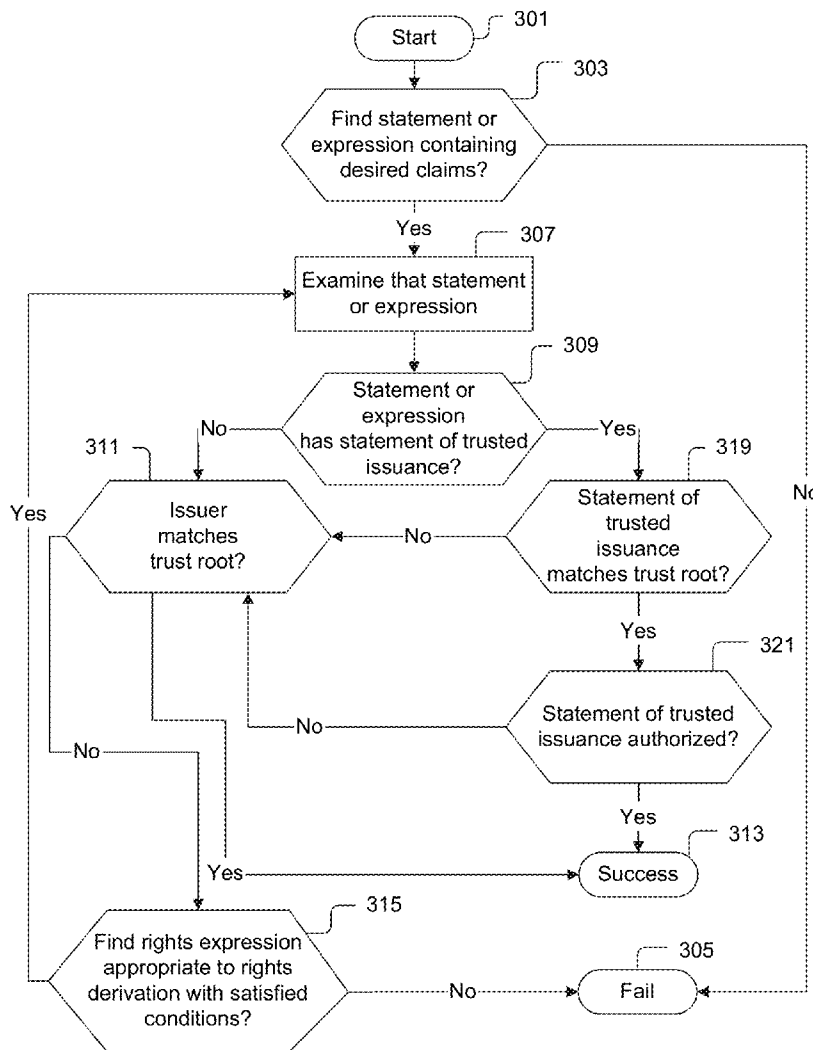 Start
301
303
Find statement or
expression containing
desired claims?
Yes
307
Examine that statement
or expression
309
Statement or
expression
has statement of trusted
issuance?
No
Yes
311
319
No
Yes
Issuer
matches
trust root?
No
Statement of
trusted
issuance
matches trust root?
Yes
321
Statement of trusted
issuance authorized?
No
No
Yes
313
Yes
Success
315
Find rights expression
appropriate to rights
derivation with satisfied
conditions?
No
305
Fail